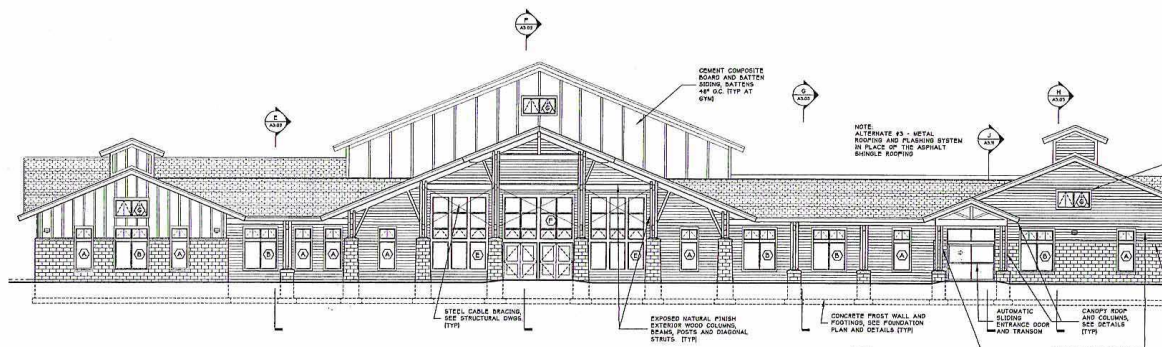 F
A3.02
CEMENT COMPOSITE
BOARD AND BATTEN
SIDING, BATTENS
48" O.C. (TYP AT
GYM)
E
A3.02
G
A3.03
H
A3.03
NOTE:
ALTERNATE #3 - METAL
ROOFING AND FLASHING SYSTEM
IN PLACE OF THE ASPHALT
SHINGLE ROOFING
J
G
G
G
F
A
B
A
B
A
A
A
E
E
A
B
B
A
B
A
STEEL CABLE BRACING,
SEE STRUCTURAL DWGS.
(TYP)
EXPOSED NATURAL FINISH
EXTERIOR WOOD COLUMNS,
BEAMS, POSTS AND DIAGONAL
STRUTS (TYP)
CONCRETE FROST WALL AND
FOOTINGS, SEE FOUNDATION
PLAN AND DETAILS (TYP)
AUTOMATIC
SLIDING
ENTRANCE DOOR
AND TRANSOM
CANOPY ROOF
AND COLUMNS,
SEE DETAILS
(TYP)